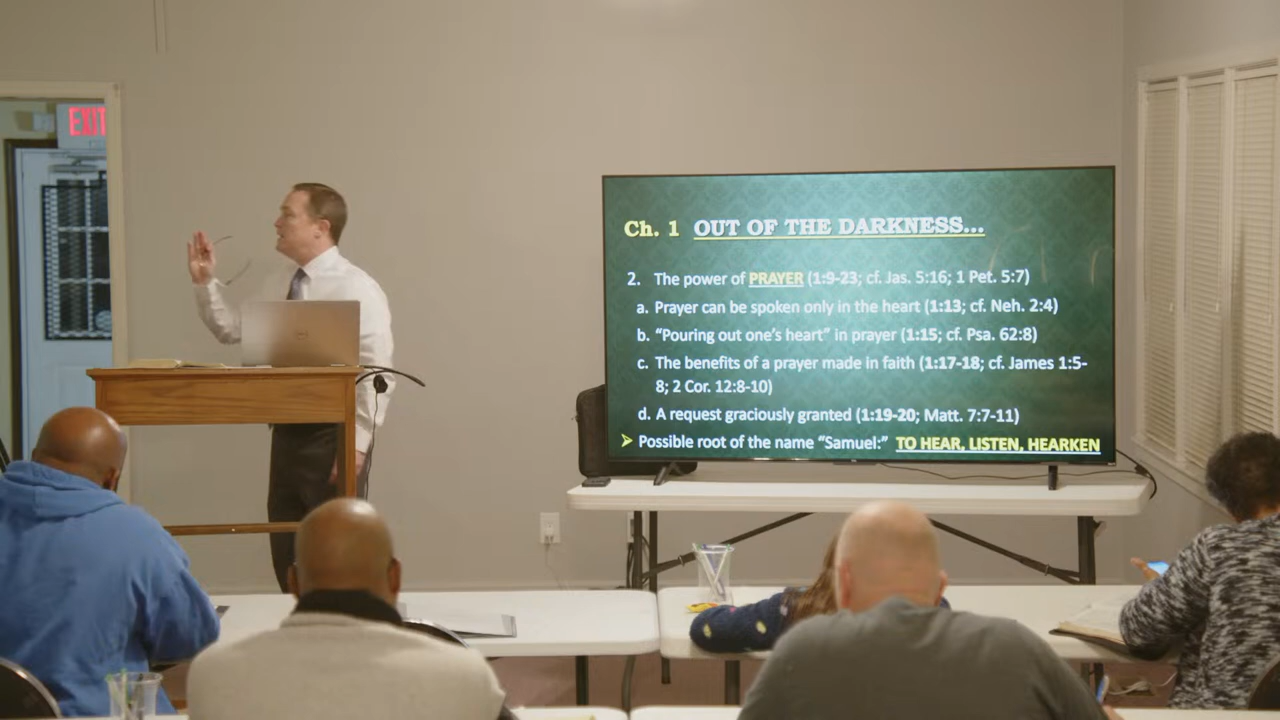 EXIT
Ch. 1 OUT OF THE DARKNESS...
2. The power of PRAYER (1:9-23; cf. Jas. 5:16; 1 Pet. 5:7)
a. Prayer can be spoken only in the heart (1:13; cf. Neh. 2:4)
b. “Pouring out one’s heart” in prayer (1:15; cf. Psa. 62:8)
c. The benefits of a prayer made in faith (1:17-18; cf. James 1:5-
8; 2 Cor. 12:8-10)
d. A request graciously granted (1:19-20; Matt. 7:7-11)
➢ Possible root of the name “Samuel:” TO HEAR, LISTEN, HEARKEN